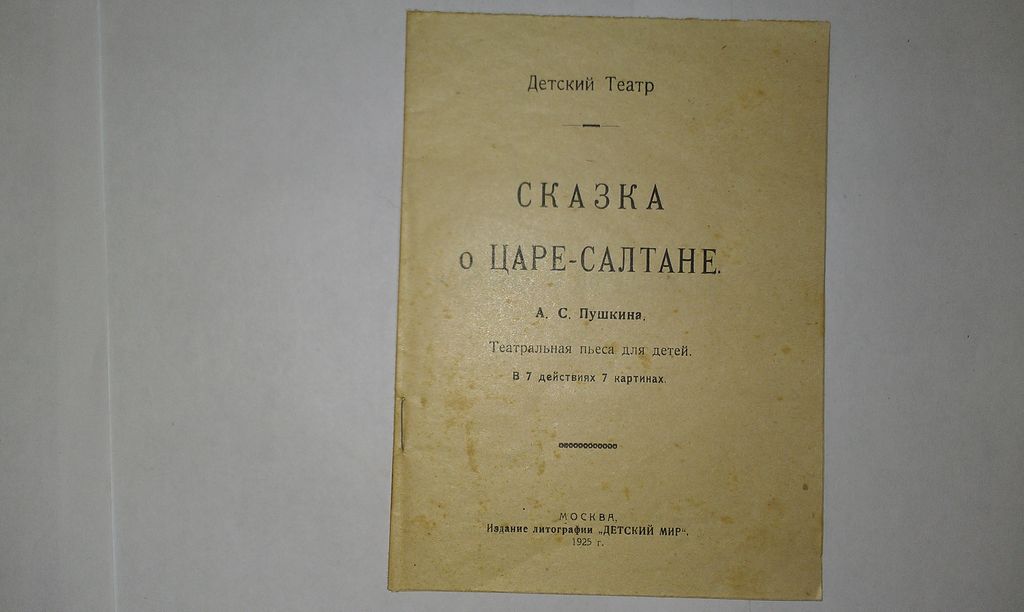 Детский Театр
СКАЗКА
о ЦАРЕ-САЛТАНЕ.
А. С. Пушкина.
Театральная пьеса для детей.
В 7 действиях 7 картинах.
МОСКВА.
Издание литографии „ДЕТСКИЙ МИР“.
1925 г.